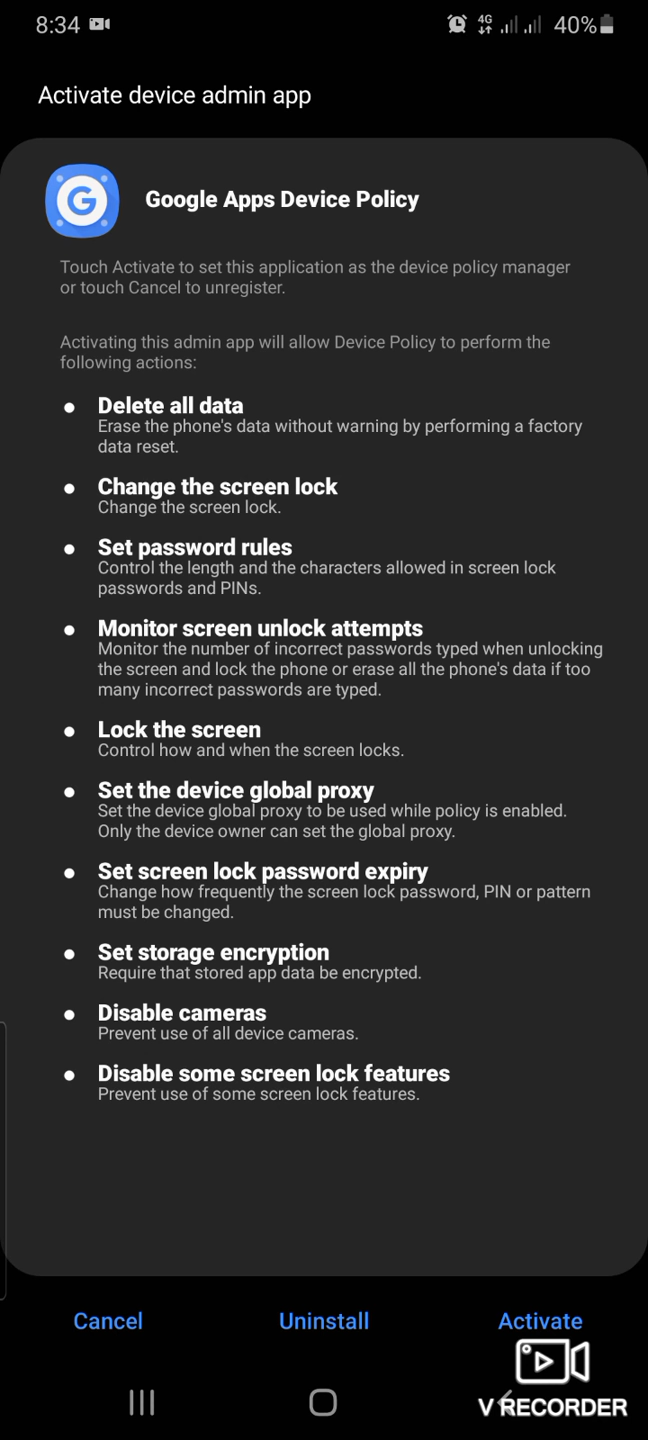 8:34
4G 40%
Activate device admin app
G
Google Apps Device Policy
Touch Activate to set this application as the device policy manager
or touch Cancel to unregister.
Activating this admin app will allow Device Policy to perform the
following actions:
Delete all data
Erase the phone's data without warning by performing a factory
data reset.
Change the screen lock
Change the screen lock.
Set password rules
Control the length and the characters allowed in screen lock
passwords and PINs.
Monitor screen unlock attempts
Monitor the number of incorrect passwords typed when unlocking
the screen and lock the phone or erase all the phone's data if too
many incorrect passwords are typed.
Lock the screen
Control how and when the screen locks.
Set the device global proxy
Set the device global proxy to be used while policy is enabled.
Only the device owner can set the global proxy.
Set screen lock password expiry
Change how frequently the screen lock password, PIN or pattern
must be changed.
Set storage encryption
Require that stored app data be encrypted.
Disable cameras
Prevent use of all device cameras.
Disable some screen lock features
Prevent use of some screen lock features.
Cancel Uninstall Activate
V RECORDER